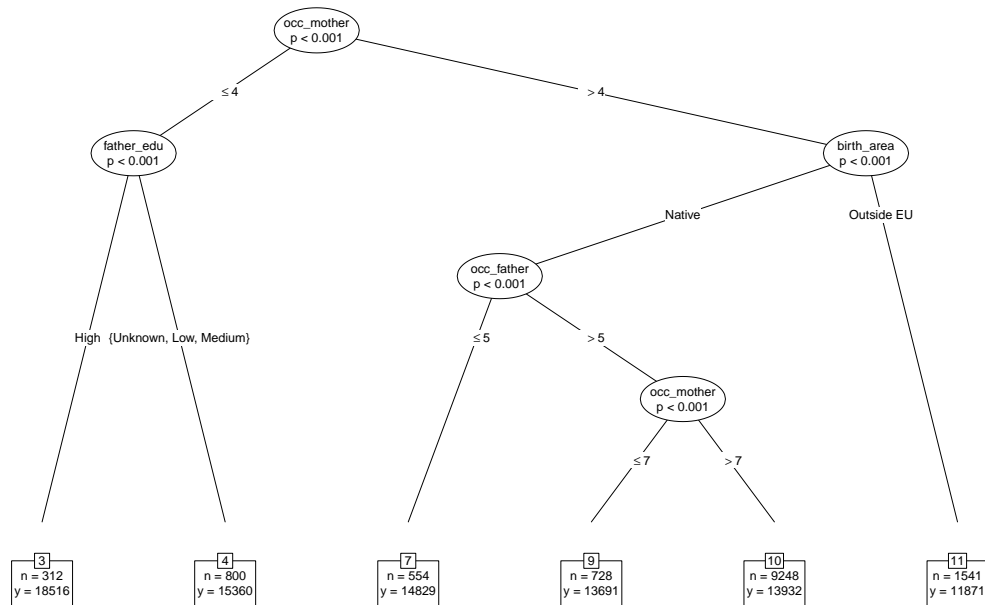 occ_mother
p < 0.001
≤ 4
> 4
father_edu
p < 0.001
birth_area
p < 0.001
Native
Outside EU
occ_father
p < 0.001
High
{Unknown, Low, Medium}
≤ 5
> 5
occ_mother
p < 0.001
≤ 7
> 7
3
n = 312
y = 18516
4
n = 800
y = 15360
7
n = 554
y = 14829
9
n = 728
y = 13691
10
n = 9248
y = 13932
11
n = 1541
y = 11871